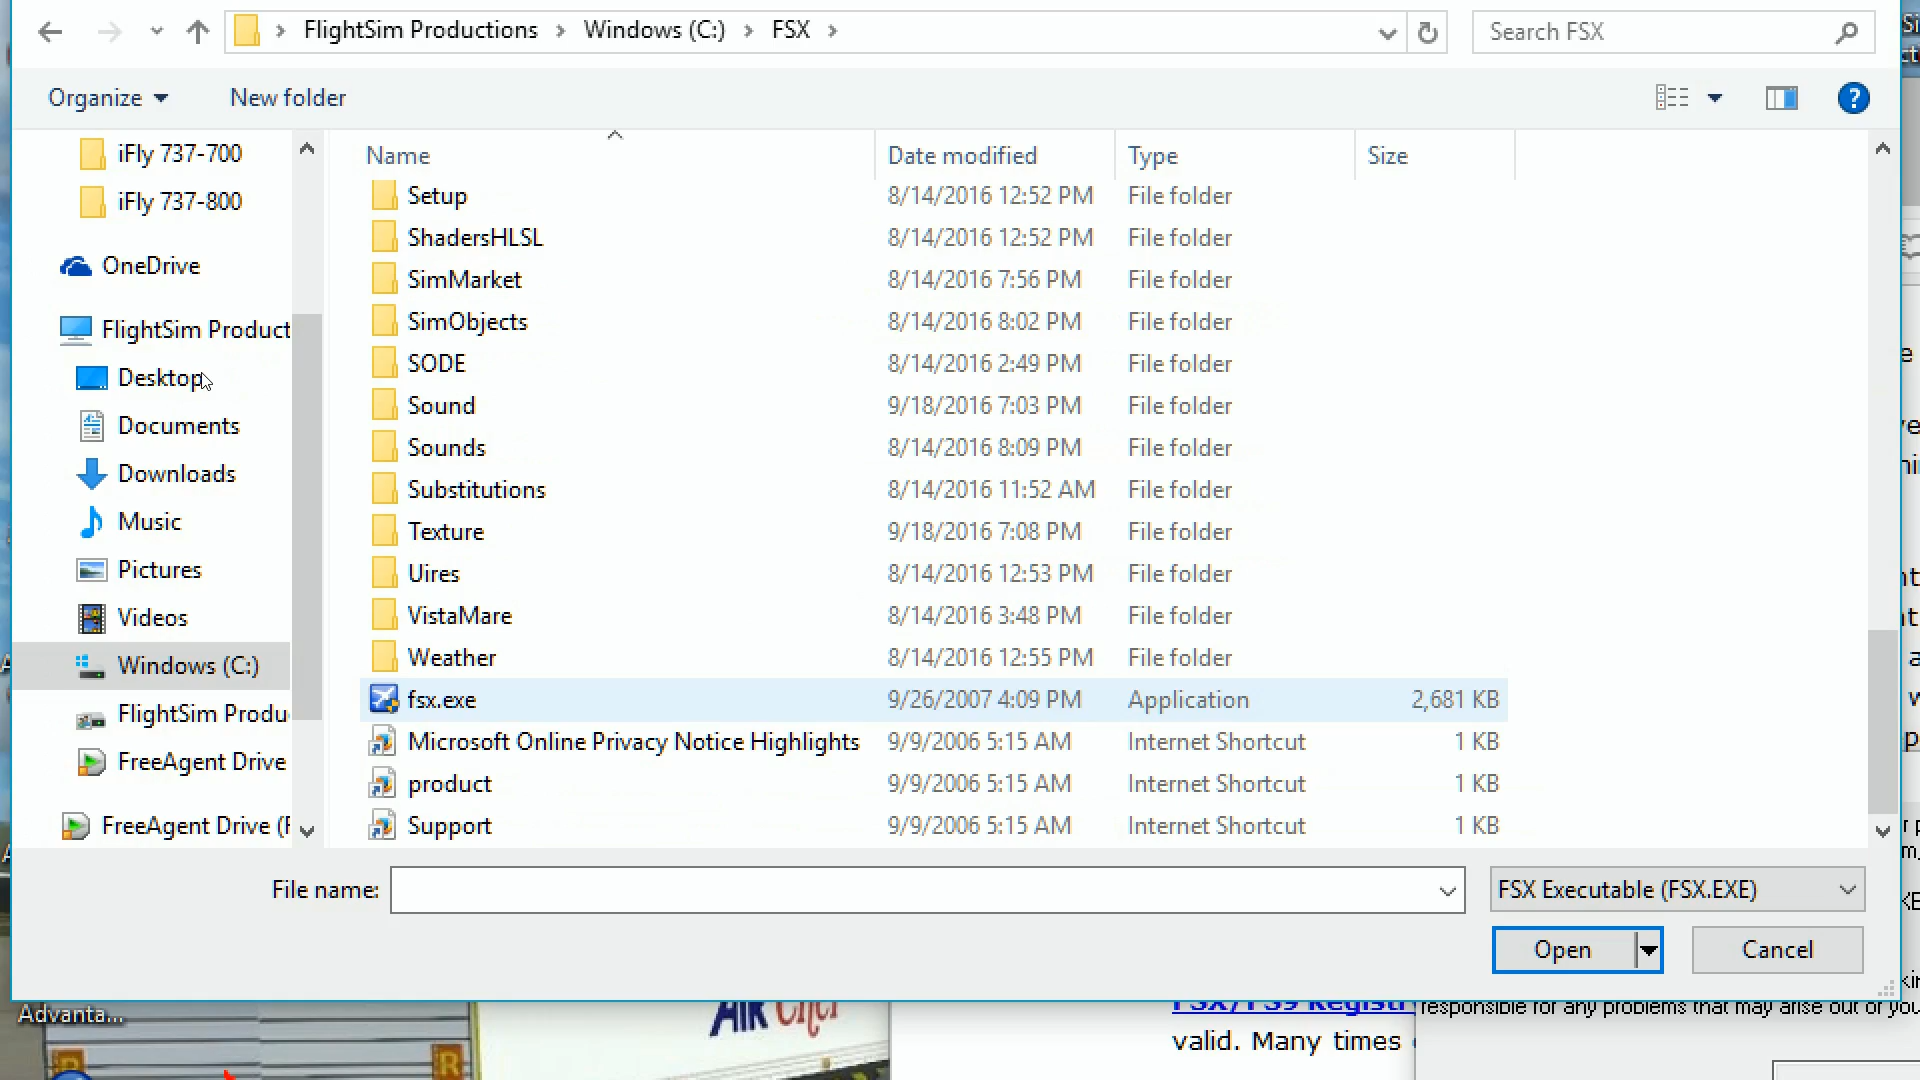 FlightSim Productions > Windows (C:) > FSX >
Search FSX
Organize
New folder
?
iFly 737-700
iFly 737-800
OneDrive
FlightSim Product
Desktop
Documents
Downloads
Music
Pictures
Videos
Windows (C:)
FlightSim Produ
FreeAgent Drive
FreeAgent Drive (F
Name Date modified Type Size
Setup 8/14/2016 12:52 PM File folder
ShadersHLSL 8/14/2016 12:52 PM File folder
SimMarket 8/14/2016 7:56 PM File folder
SimObjects 8/14/2016 8:02 PM File folder
SODE 8/14/2016 2:49 PM File folder
Sound 9/18/2016 7:03 PM File folder
Sounds 8/14/2016 8:09 PM File folder
Substitutions 8/14/2016 11:52 AM File folder
Texture 9/18/2016 7:08 PM File folder
Uires 8/14/2016 12:53 PM File folder
VistaMare 8/14/2016 3:48 PM File folder
Weather 8/14/2016 12:55 PM File folder
fsx.exe 9/26/2007 4:09 PM Application 2,681 KB
Microsoft Online Privacy Notice Highlights 9/9/2006 5:15 AM Internet Shortcut 1 KB
product 9/9/2006 5:15 AM Internet Shortcut 1 KB
Support 9/9/2006 5:15 AM Internet Shortcut 1 KB
File name:
FSX Executable (FSX.EXE)
Open
Cancel
Advanta...
R
R
AIR
FSX/FS9 Registr
responsible for any problems that may arise out of you
valid. Many times